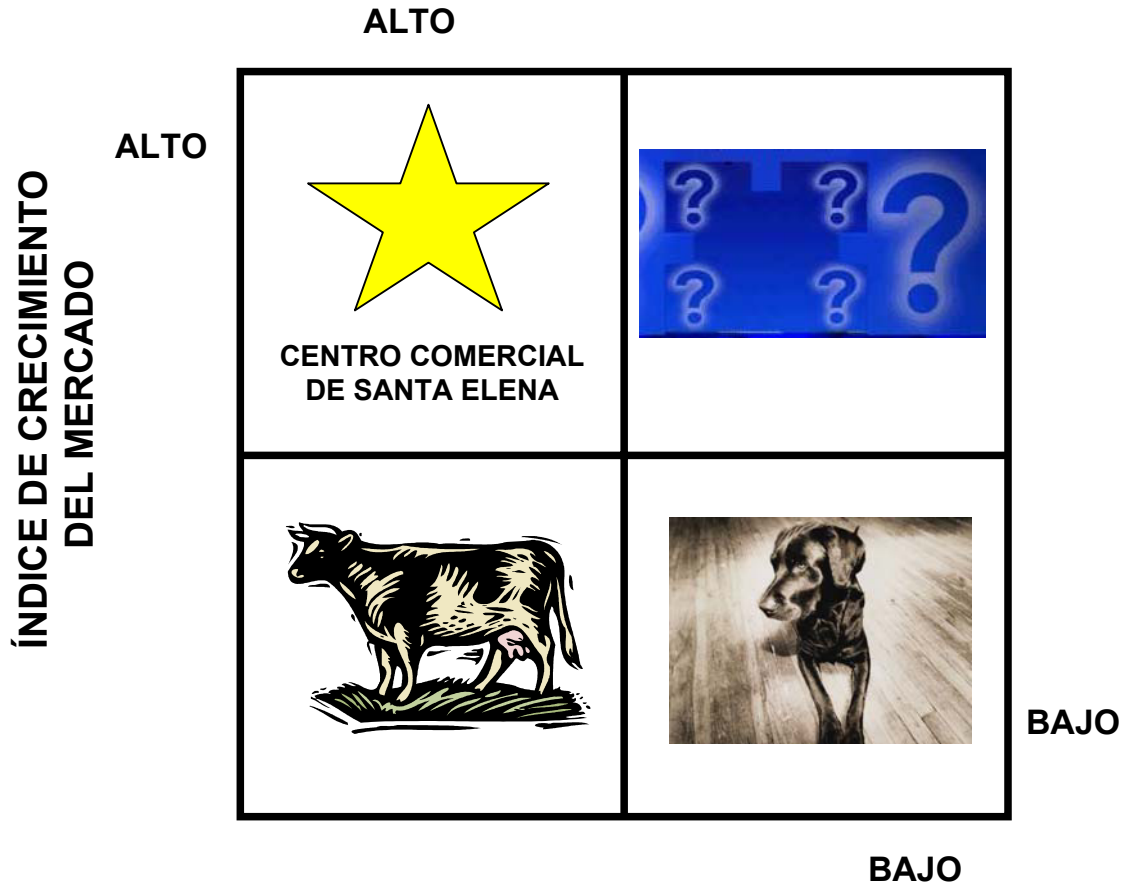 ALTO
ALTO
ÍNDICE DE CRECIMIENTO
DEL MERCADO
? ? ?
? ?
CENTRO COMERCIAL
DE SANTA ELENA
BAJO
BAJO